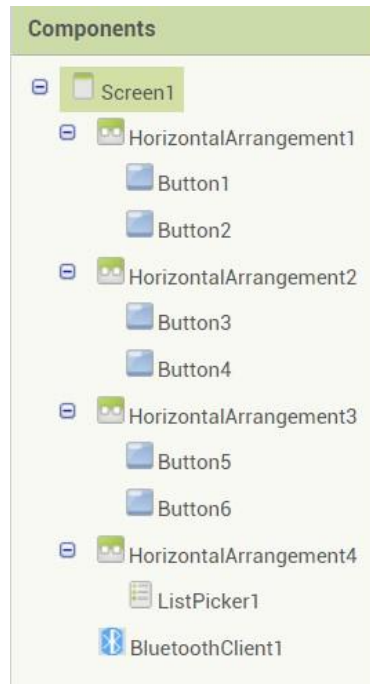 Components
Screen1
HorizontalArrangement1
Button1
Button2
HorizontalArrangement2
Button3
Button4
HorizontalArrangement3
Button5
Button6
HorizontalArrangement4
ListPicker1
BluetoothClient1